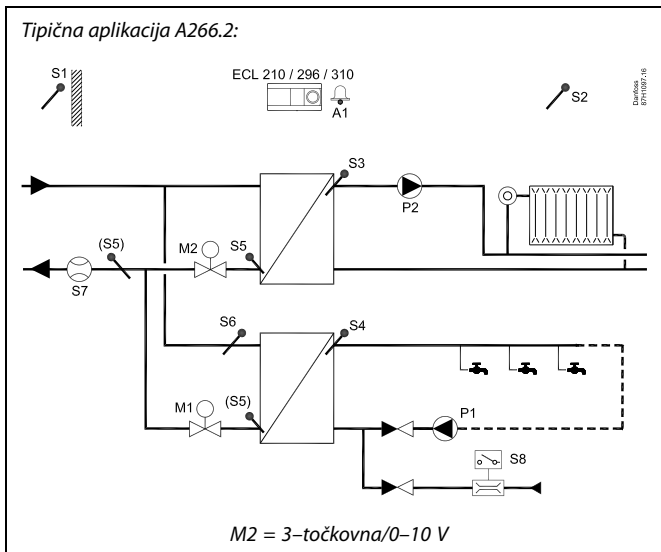 Tipična aplikacija A266.2:
S1
ECL 210 / 296 / 310
A1
S2
Danfoss
87H1097.16
S3
P2
(S5)
M2
S5
S7
S6
S4
M1
(S5)
P1
S8
M2 = 3–točkovna/0–10 V